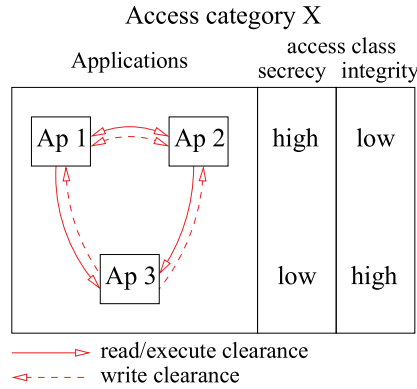 Access category X
access class
Applications secrecy integrity
Ap 1 Ap 2 high low
Ap 3 low high
read/execute clearance
write clearance